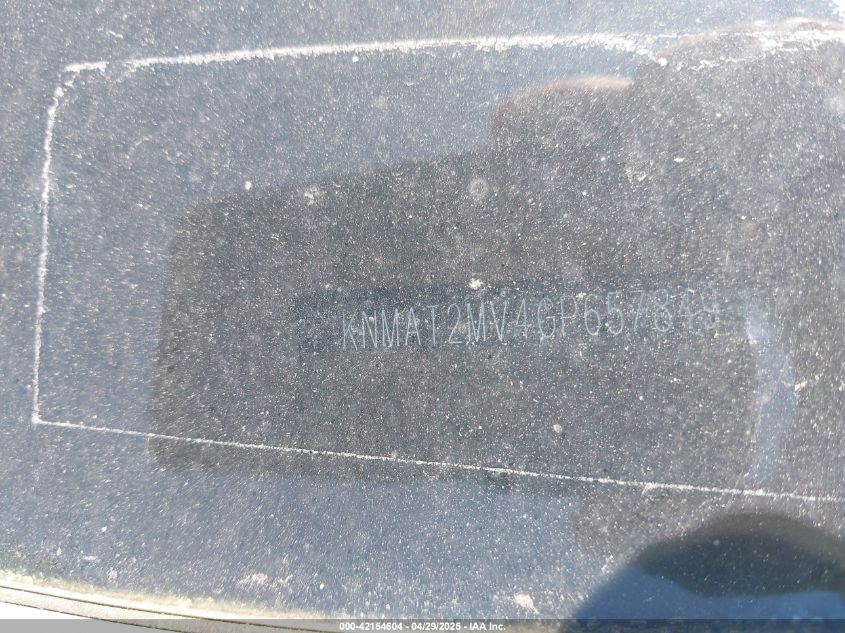 KNMAT2MV4GP657849
000-42154604 - 04/29/2025 - IAA Inc.